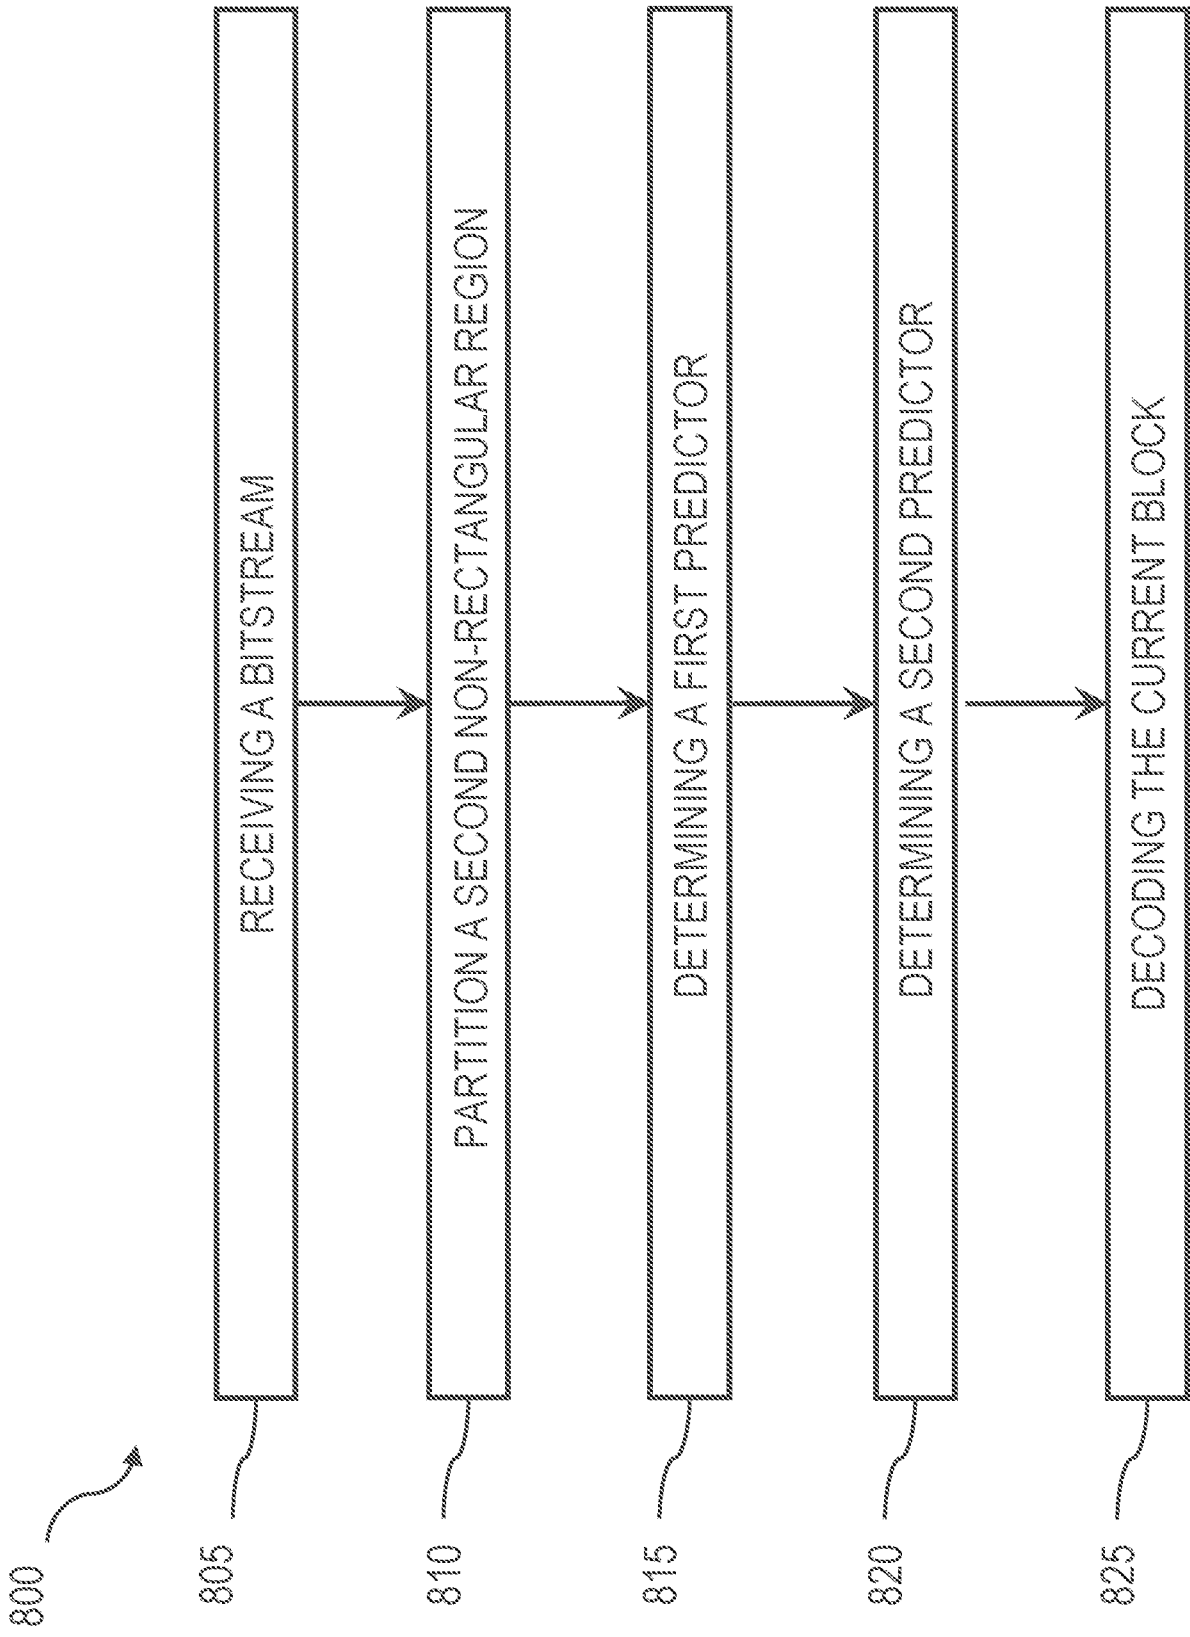 800
805
RECEIVING A BITSTREAM
810
PARTITION A SECOND NON-RECTANGULAR REGION
815
DETERMINING A FIRST PREDICTOR
820
DETERMINING A SECOND PREDICTOR
825
DECODING THE CURRENT BLOCK